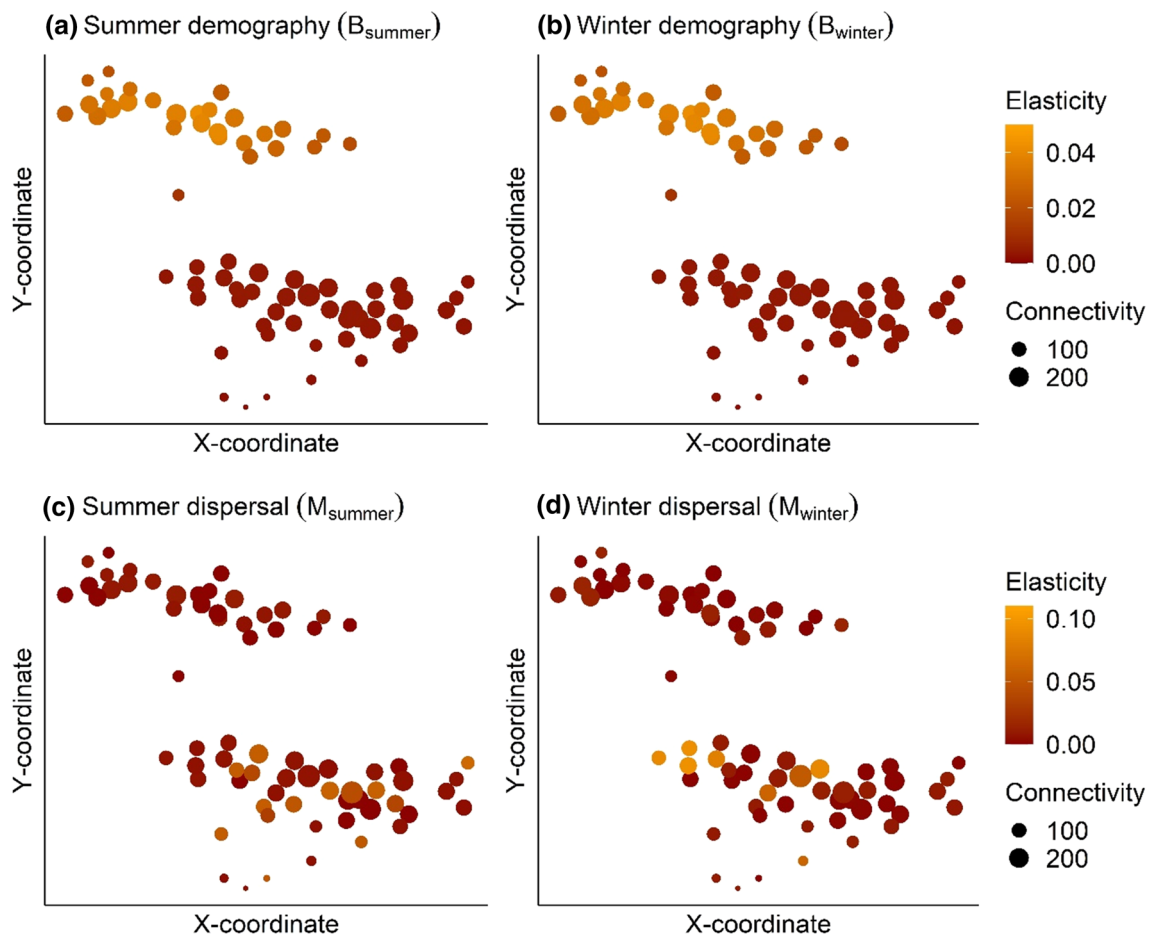 (a) Summer demography (Bsummer)
(b) Winter demography (Bwinter)
Y-coordinate
X-coordinate
Y-coordinate
X-coordinate
Elasticity
0.04
0.02
0.00
Connectivity
100
200
(c) Summer dispersal (Msummer)
(d) Winter dispersal (Mwinter)
Y-coordinate
X-coordinate
Y-coordinate
X-coordinate
Elasticity
0.10
0.05
0.00
Connectivity
100
200